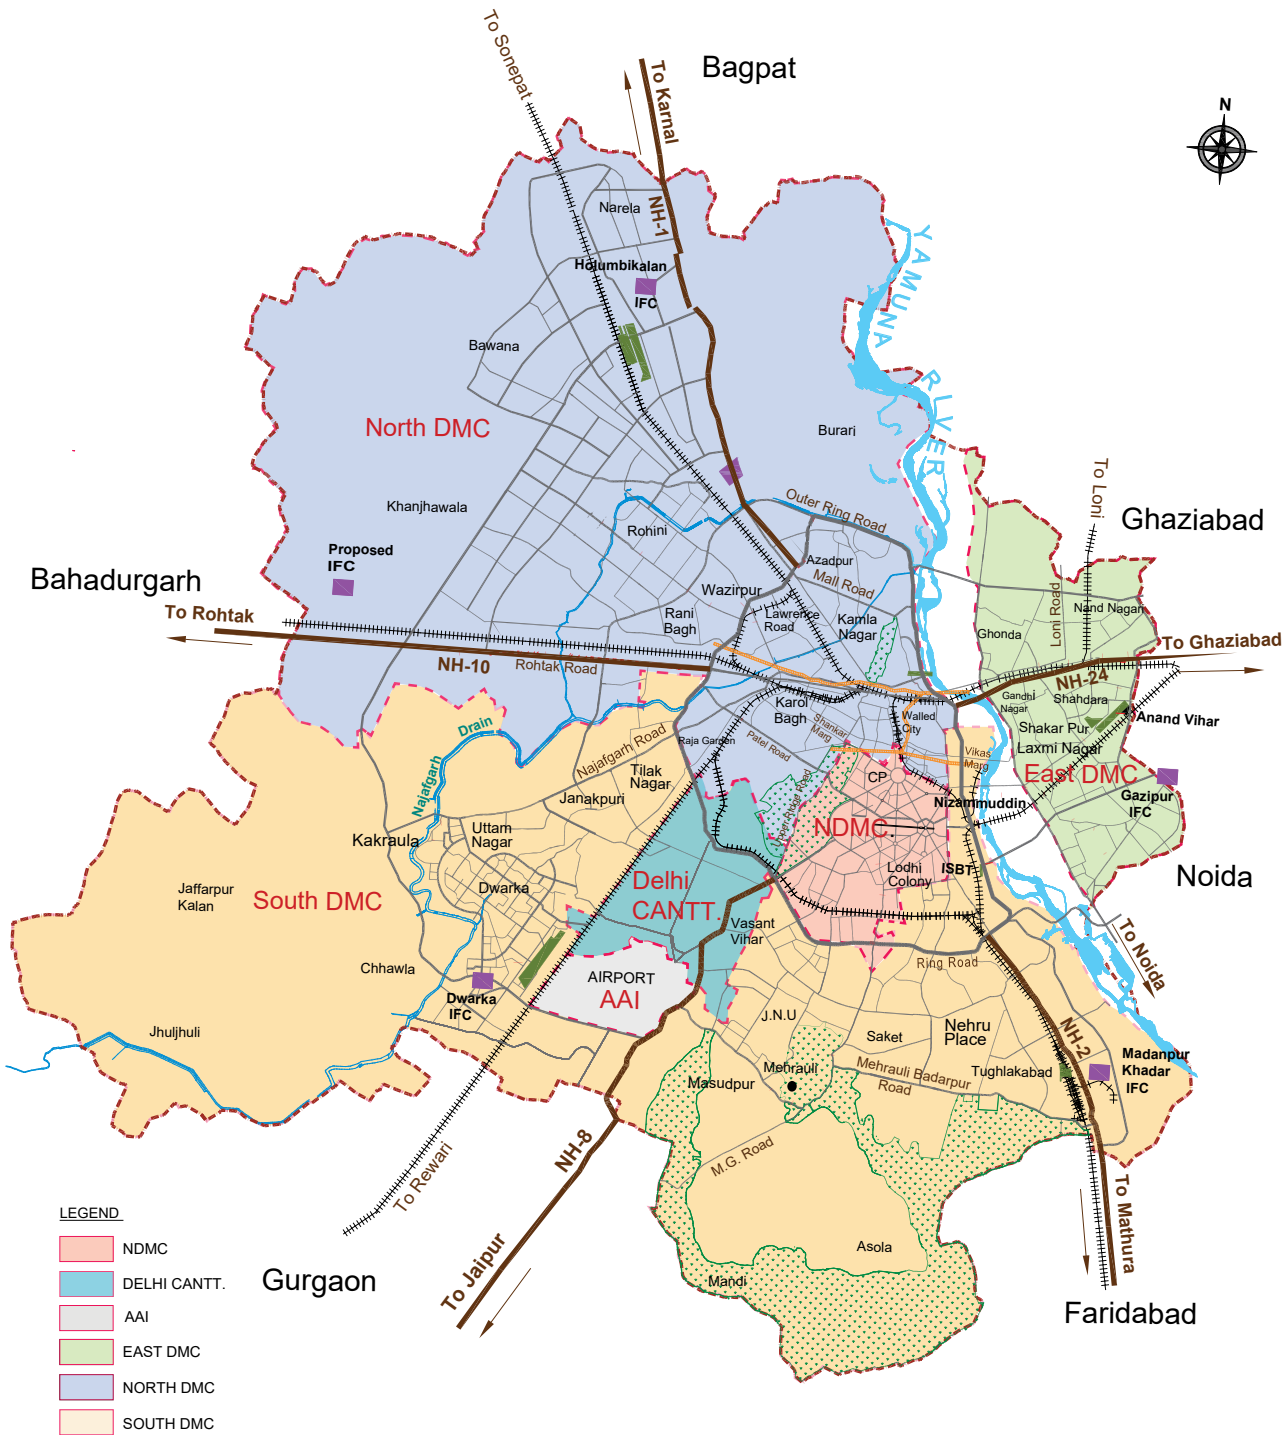 To Sonepat
Bagpat
To Karnal
N
Narela
NH-1
Holumbikalan
IFC
YAMUNA
RIVER
Bawana
North DMC
Burari
To Loni
Khanjhawala
Outer Ring Road
Ghaziabad
Rohini
Proposed
IFC
Azadpur
Bahadurgarh
Wazirpur
Mall Road
Loni Road
Nand Nagari
To Rohtak
Rani
Bagh
Lawrence
Road
Kamla
Nagar
Ghonda
To Ghaziabad
NH-10
Rohtak Road
NH-24
Gandhi
Nagar
Shahdara
Karol
Bagh
Shankar
Marg
Walled
City
Anand Vihar
Drain
Najafgarh
Najafgarh Road
Raja Garden
Patel Road
Shakar Pur
Laxmi Nagar
Vikas
Marg
Tilak
Nagar
CP
East DMC
Janakpuri
Upper Ridge Road
Nizammuddin
Gazipur
IFC
Kakraula
Uttam
Nagar
NDMC.
Jaffarpur
Kalan
South DMC
Dwarka
Delhi
CANTT.
Lodhi
Colony
ISBT
Noida
Vasant
Vihar
To Noida
Chhawla
Ring Road
AIRPORT
AAI
Dwarka
IFC
J.N.U
Saket
Nehru
Place
NH-2
Jhuljhuli
Madanpur
Khadar
IFC
Masudpur
Mehrauli
Mehrauli Badarpur
Road
Tughlakabad
M.G. Road
NH-8
To Rewari
To Mathura
LEGEND
NDMC
DELHI CANTT.
AAI
EAST DMC
NORTH DMC
SOUTH DMC
Gurgaon
To Jaipur
Asola
Mandi
Faridabad